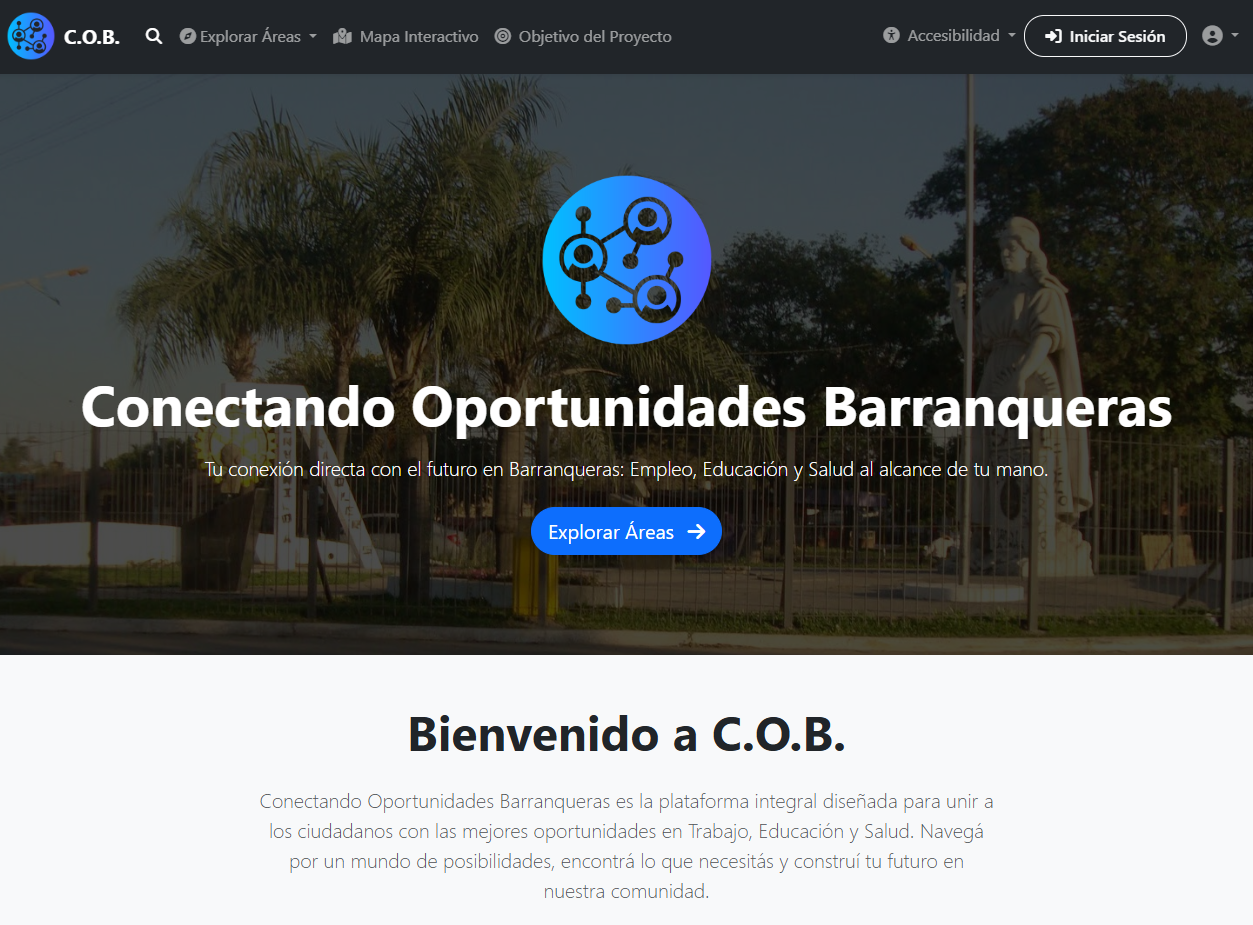 C.O.B.
Explorar Áreas
Mapa Interactivo
Objetivo del Proyecto
Accesibilidad
Iniciar Sesión
Conectando Oportunidades Barranqueras
Tu conexión directa con el futuro en Barranqueras: Empleo, Educación y Salud al alcance de tu mano.
Explorar Áreas
Bienvenido a C.O.B.
Conectando Oportunidades Barranqueras es la plataforma integral diseñada para unir a
los ciudadanos con las mejores oportunidades en Trabajo, Educación y Salud. Navegá
por un mundo de posibilidades, encontrá lo que necesitás y construí tu futuro en
nuestra comunidad.